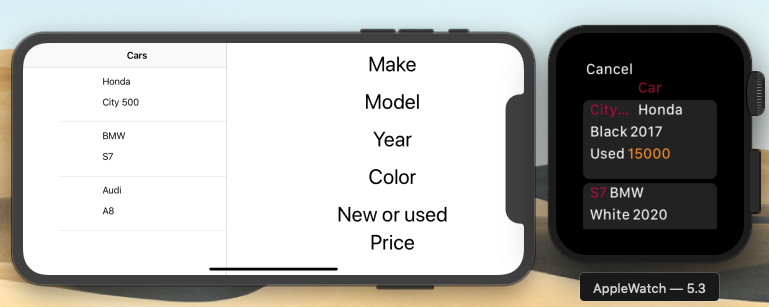 Cars
Honda
City 500
BMW
S7
Audi
A8
Make
Model
Year
Color
New or used
Price
Cancel
Car
City... Honda
Black 2017
Used 15000
S7 BMW
White 2020
AppleWatch — 5.3